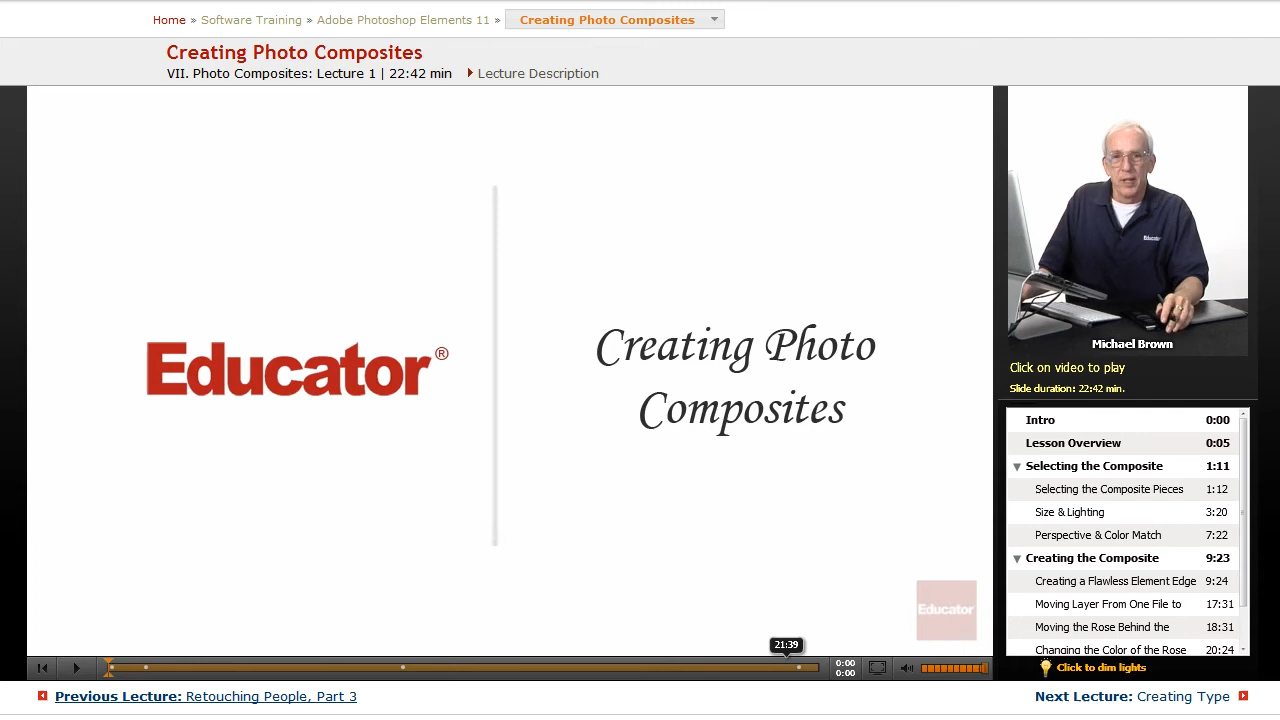 Home » Software Training » Adobe Photoshop Elements 11 » Creating Photo Composites
Creating Photo Composites
VII. Photo Composites: Lecture 1 | 22:42 min Lecture Description
Educator®
Creating Photo
Composites
Educator
Educator
Michael Brown
Click on video to play
Slide duration: 22:42 min.
Intro 0:00
Lesson Overview 0:05
Selecting the Composite 1:11
Selecting the Composite Pieces 1:12
Size & Lighting 3:20
Perspective & Color Match 7:22
Creating the Composite 9:23
Creating a Flawless Element Edge 9:24
Moving Layer From One File to 17:31
Moving the Rose Behind the 18:31
Changing the Color of the Rose 20:24
21:39
0:00
0:00
Click to dim lights
Previous Lecture: Retouching People, Part 3
Next Lecture: Creating Type